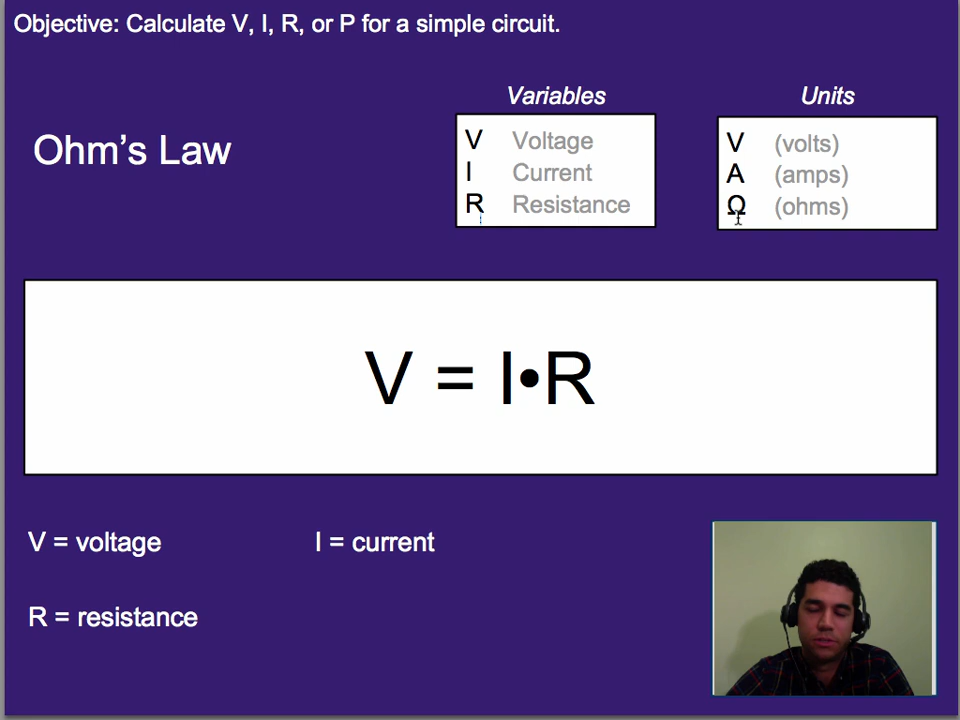 Objective: Calculate V, I, R, or P for a simple circuit.
Variables
Units
Ohm’s Law
V Voltage
I Current
R Resistance
V (volts)
A (amps)
Ω (ohms)
V = I•R
V = voltage
I = current
R = resistance